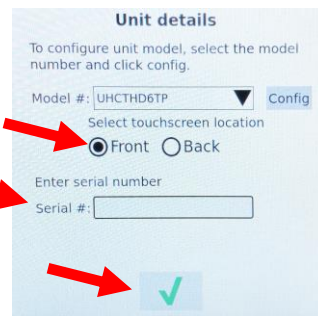 Unit details
To configure unit model, select the model
number and click config.
Model #: UHCTHD6TP Config
Select touchscreen location
Front Back
Enter serial number
Serial #: